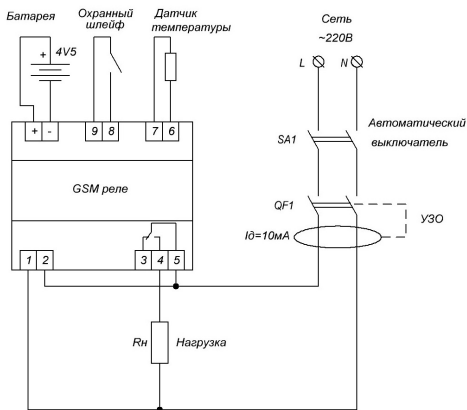 Батарея
Охранный
шлейф
Датчик
температуры
Сеть
~220В
+
4V5
L
N
+
-
9
8
7
6
SA1
Автоматический
выключатель
GSM реле
QF1
УЗО
Iд=10мА
1
2
3
4
5
Rн
Нагрузка